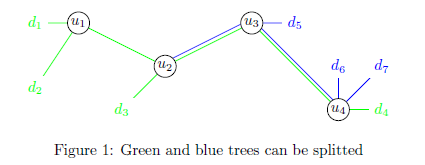 d₁ u₁ u₃ d₅
u₂ d₆ d₇
d₂
d₃ u₄ d₄
Figure 1: Green and blue trees can be splitted